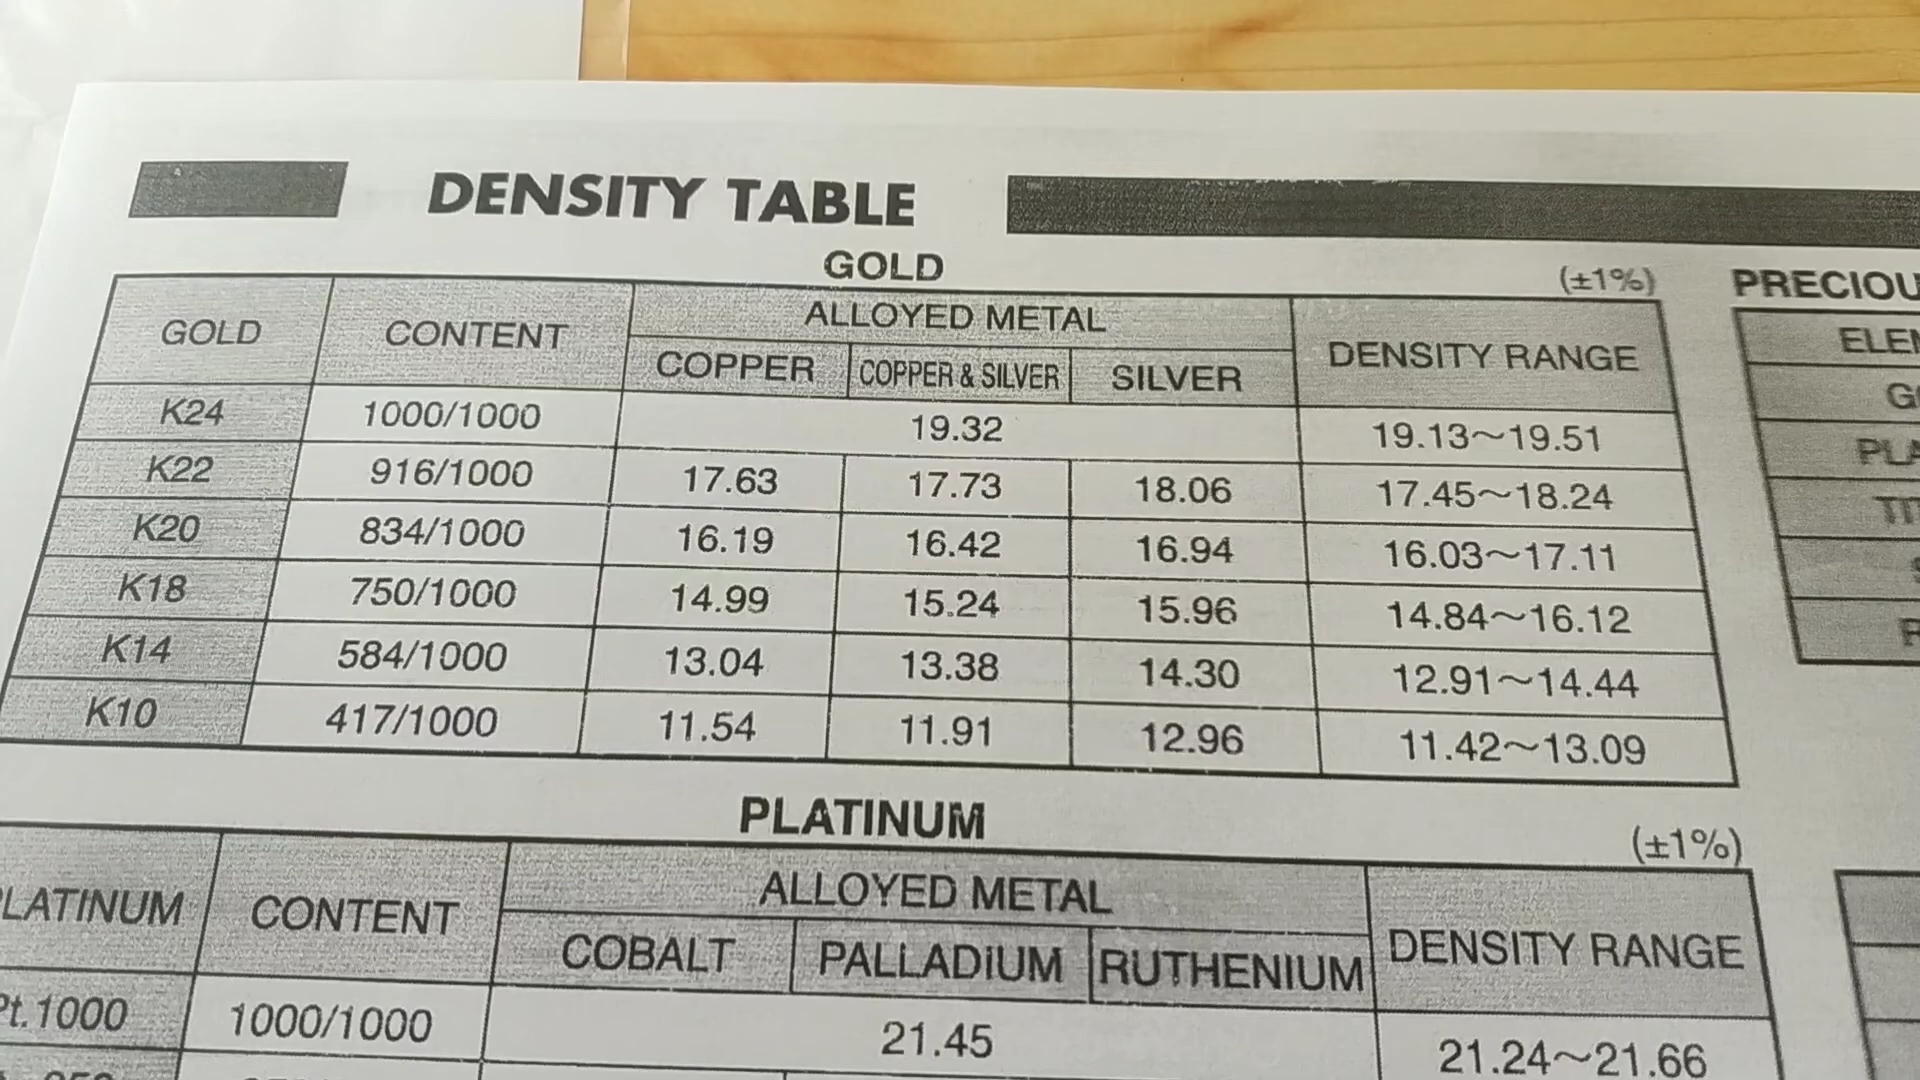 DENSITY TABLE
GOLD
(±1%)
GOLD CONTENT ALLOYED METAL DENSITY RANGE
COPPER COPPER & SILVER SILVER
K24 1000/1000 19.32 19.13~19.51
K22 916/1000 17.63 17.73 18.06 17.45~18.24
K20 834/1000 16.19 16.42 16.94 16.03~17.11
K18 750/1000 14.99 15.24 15.96 14.84~16.12
K14 584/1000 13.04 13.38 14.30 12.91~14.44
K10 417/1000 11.54 11.91 12.96 11.42~13.09
PRECIOU
ELE
G
PLA
TI
PLATINUM
(±1%)
LATINUM CONTENT ALLOYED METAL DENSITY RANGE
COBALT PALLADIUM RUTHENIUM
Pt.1000 1000/1000 21.45 21.24~21.66